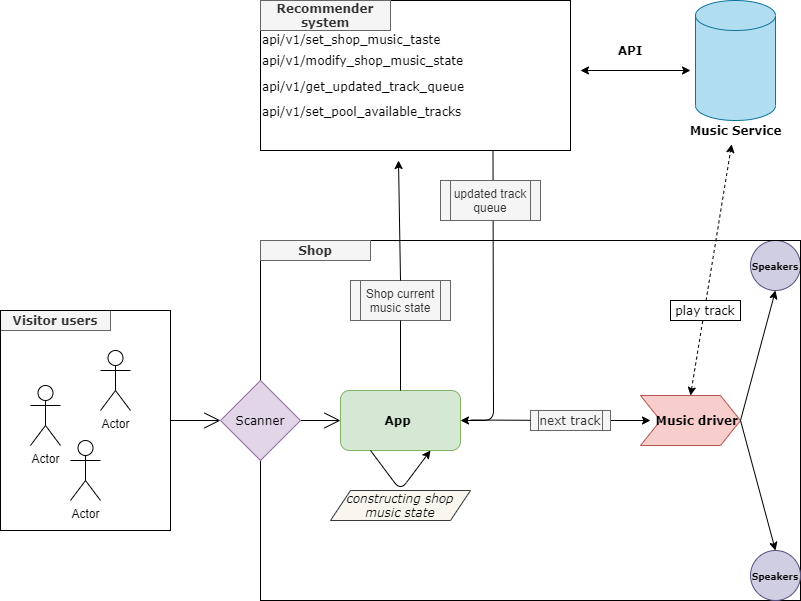 Recommender
system
api/v1/set_shop_music_taste
api/v1/modify_shop_music_state
api/v1/get_updated_track_queue
api/v1/set_pool_available_tracks
API
Music Service
updated track
queue
Shop
Speakers
Shop current
music state
play track
Visitor users
Actor
Actor
Actor
Scanner
App
next track
Music driver
constructing shop
music state
Speakers